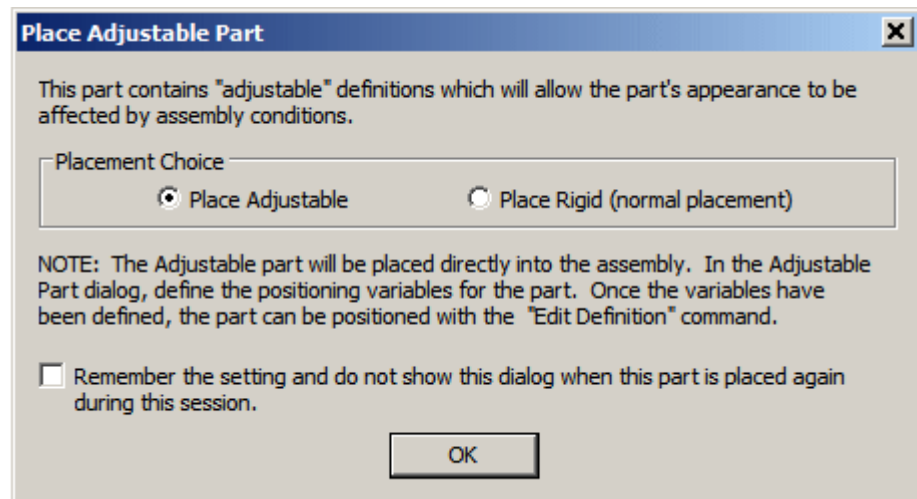 Place Adjustable Part
This part contains "adjustable" definitions which will allow the part's appearance to be
affected by assembly conditions.
Placement Choice
Place Adjustable Place Rigid (normal placement)
NOTE:  The Adjustable part will be placed directly into the assembly.  In the Adjustable
Part dialog, define the positioning variables for the part.  Once the variables have
been defined, the part can be positioned with the  "Edit Definition" command.
Remember the setting and do not show this dialog when this part is placed again
during this session.
OK